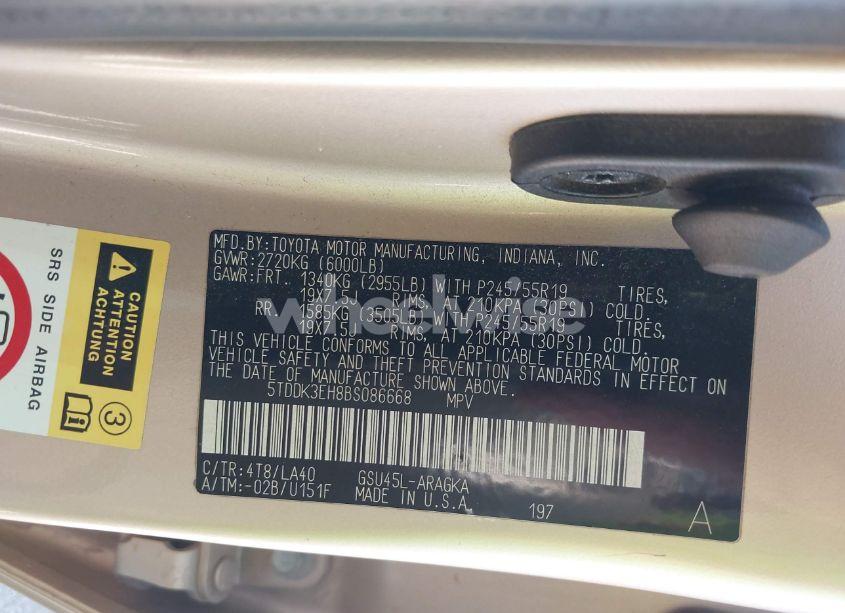 MFD.BY:TOYOTA MOTOR MANUFACTURING, INDIANA, INC.
GVWR:2720KG (6000LB)
GAWR:FRT. 1340KG (2955LB) WITH P245/55R19 TIRES,
19X7.5J RIMS, AT 210KPA (30PSI) COLD.
RR. 1585KG (3505LB) WITH P245/55R19 TIRES,
19X7.5J RIMS, AT 210KPA (30PSI) COLD.
THIS VEHICLE CONFORMS TO ALL APPLICABLE FEDERAL MOTOR
VEHICLE SAFETY AND THEFT PREVENTION STANDARDS IN EFFECT ON
THE DATE OF MANUFACTURE SHOWN ABOVE.
5TDDK3EH8BS086668 MPV
C/TR:4T8/LA40 GSU45L-ARAGKA
A/TM:-02B/U151F MADE IN U.S.A.
197
A
SRS SIDE AIRBAG
CAUTION
ATTENTION
3
wheelwise